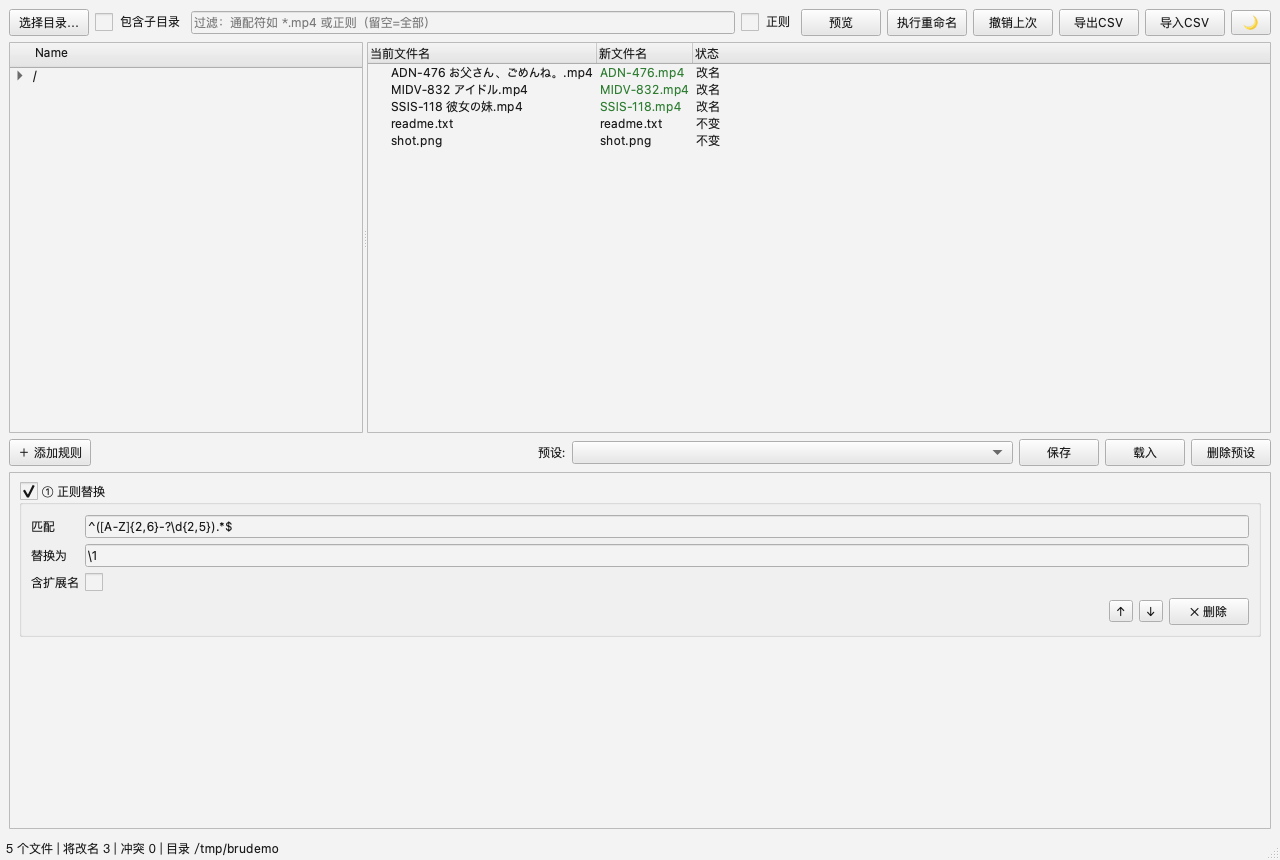 选择目录... 包含子目录 过滤：通配符如 *.mp4 或正则（留空=全部） 正则 预览 执行重命名 撤销上次 导出CSV 导入CSV 🌙
Name
/
当前文件名 新文件名 状态
ADN-476 お父さん、ごめんね。.mp4 ADN-476.mp4 改名
MIDV-832 アイドル.mp4 MIDV-832.mp4 改名
SSIS-118 彼女の妹.mp4 SSIS-118.mp4 改名
readme.txt readme.txt 不变
shot.png shot.png 不变
＋ 添加规则 预设: 保存 载入 删除预设
① 正则替换
匹配 ^([A-Z]{2,6}-?\d{2,5}).*$
替换为 \1
含扩展名
↑ ↓ ✕ 删除
5 个文件 | 将改名 3 | 冲突 0 | 目录 /tmp/brudemo